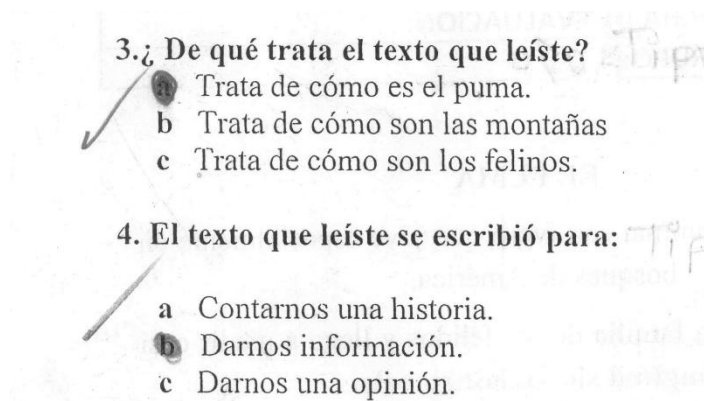 3.¿ De qué trata el texto que leíste?
a Trata de cómo es el puma.
b Trata de cómo son las montañas
c Trata de cómo son los felinos.
4. El texto que leíste se escribió para:
a Contarnos una historia.
b Darnos información.
c Darnos una opinión.